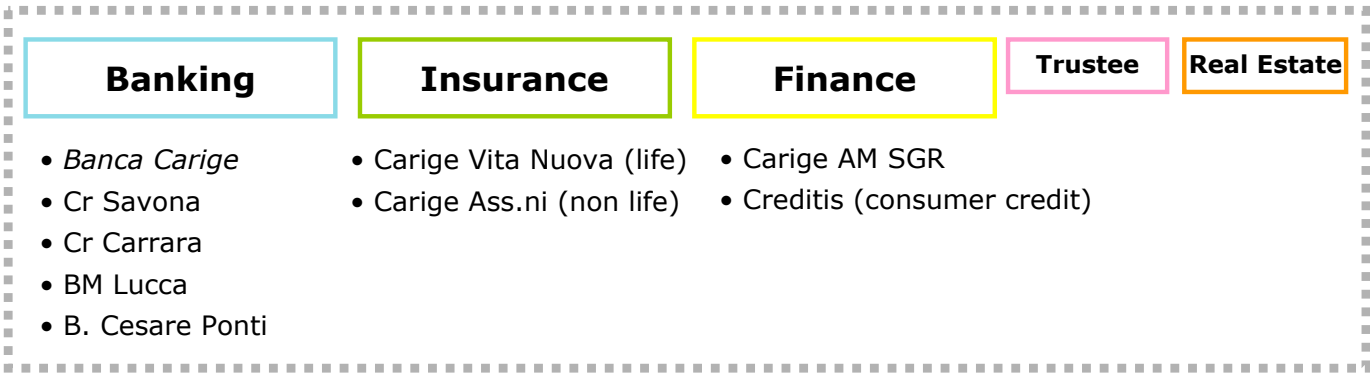 Banking
Insurance
Finance
Trustee
Real Estate
• Banca Carige
• Cr Savona
• Cr Carrara
• BM Lucca
• B. Cesare Ponti
• Carige Vita Nuova (life)
• Carige Ass.ni (non life)
• Carige AM SGR
• Creditis (consumer credit)